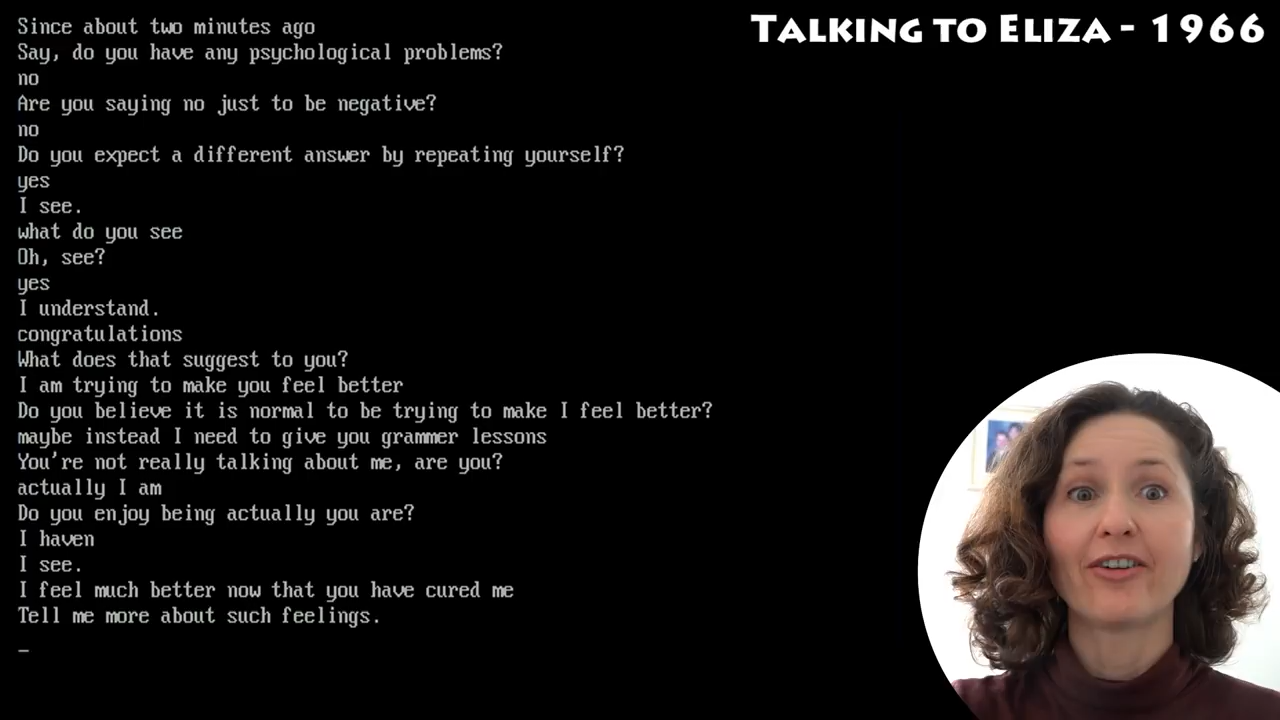 Since about two minutes ago
TALKING TO ELIZA - 1966
Say, do you have any psychological problems?
no
Are you saying no just to be negative?
no
Do you expect a different answer by repeating yourself?
yes
I see.
what do you see
Oh, see?
yes
I understand.
congratulations
What does that suggest to you?
I am trying to make you feel better
Do you believe it is normal to be trying to make I feel better?
maybe instead I need to give you grammer lessons
You're not really talking about me, are you?
actually I am
Do you enjoy being actually you are?
I haven
I see.
I feel much better now that you have cured me
Tell me more about such feelings.
_